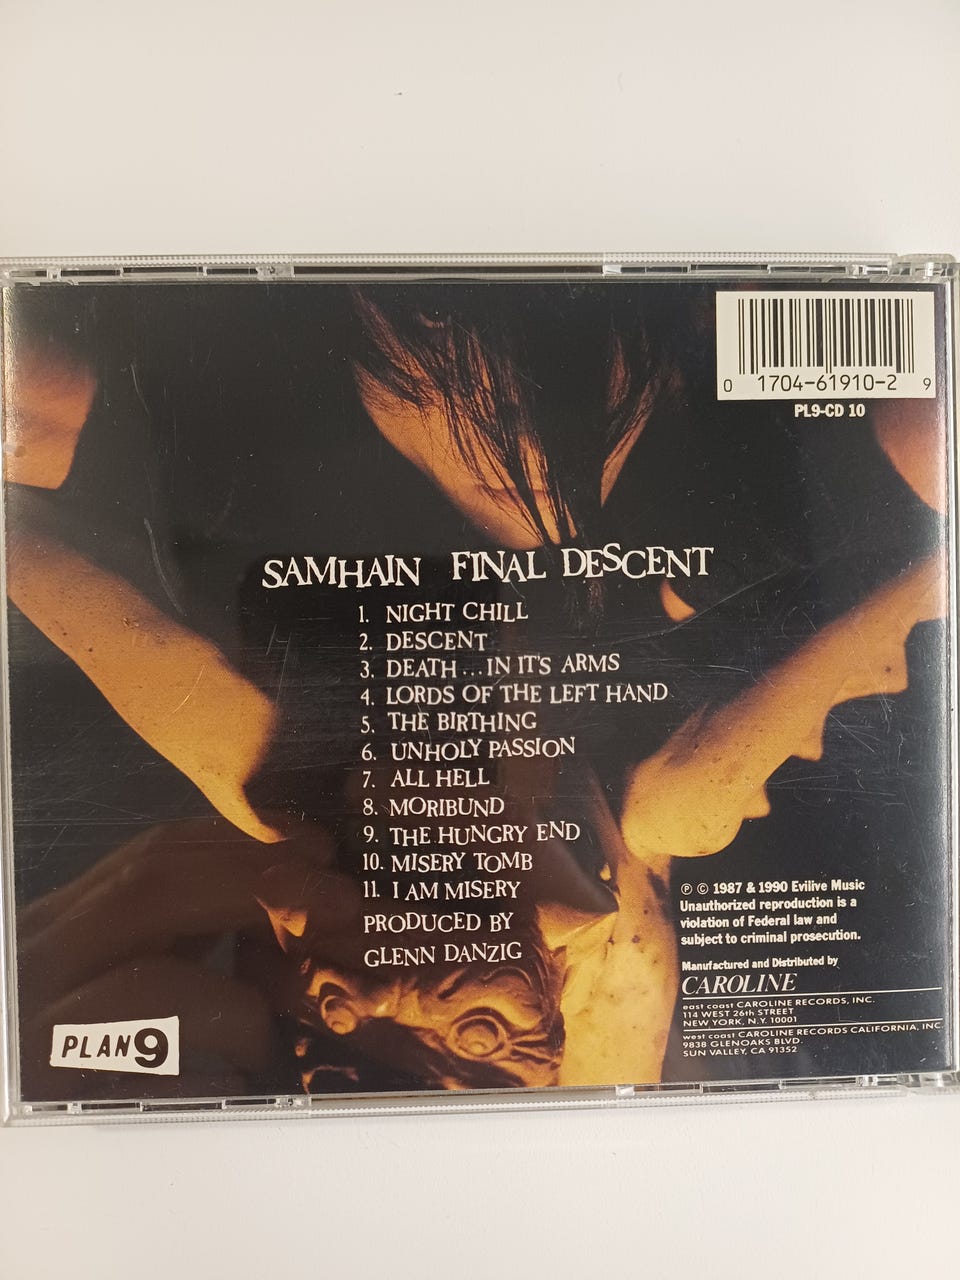 0 1704-61910-2 9
PL9-CD 10
SAMHAIN FINAL DESCENT
1. NIGHT CHILL
2. DESCENT
3. DEATH...IN IT'S ARMS
4. LORDS OF THE LEFT HAND
5. THE BIRTHING
6. UNHOLY PASSION
7. ALL HELL
8. MORIBUND
9. THE HUNGRY END
10. MISERY TOMB
11. I AM MISERY
PRODUCED BY
GLENN DANZIG
℗ © 1987 & 1990 Evilive Music
Unauthorized reproduction is a
violation of Federal law and
subject to criminal prosecution.
Manufactured and Distributed by
CAROLINE
east coast CAROLINE RECORDS, INC.
114 WEST 26th STREET
NEW YORK, N.Y. 10001
west coast CAROLINE RECORDS CALIFORNIA, INC.
9838 GLENOAKS BLVD.
SUN VALLEY, CA 91352
PLAN 9